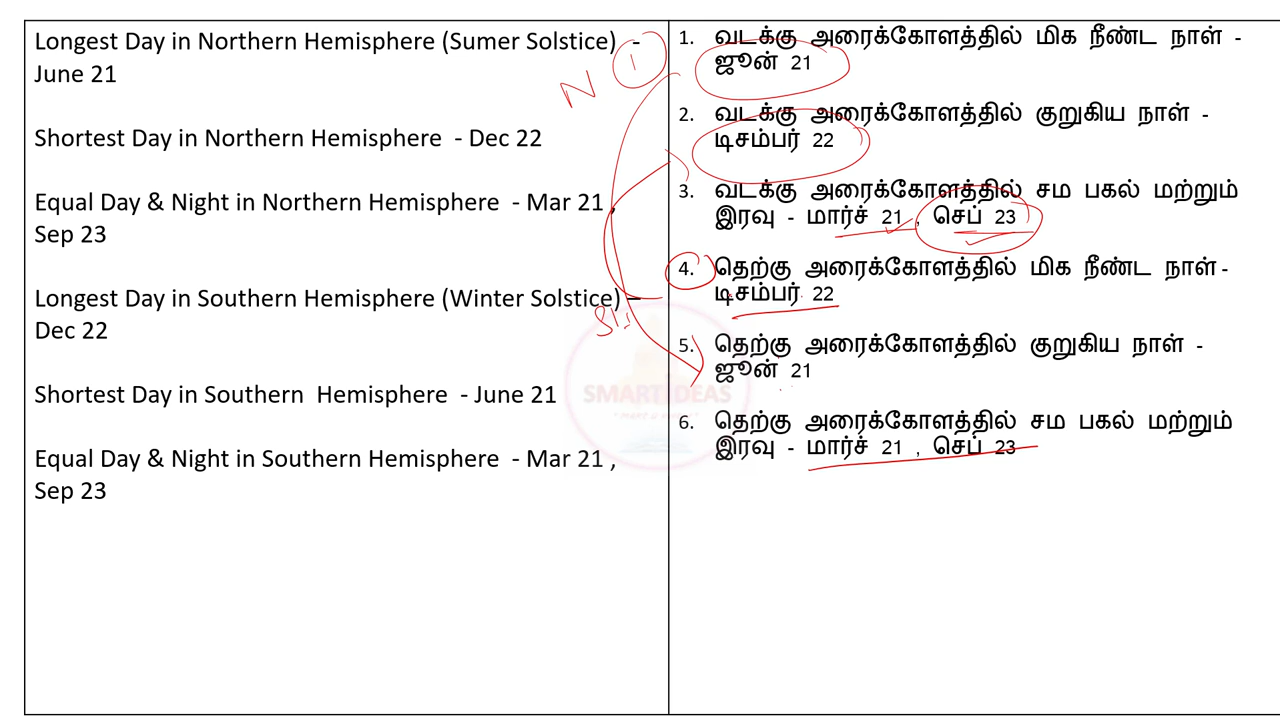 Longest Day in Northern Hemisphere (Sumer Solstice) -
June 21
Shortest Day in Northern Hemisphere - Dec 22
Equal Day & Night in Northern Hemisphere - Mar 21 ,
Sep 23
Longest Day in Southern Hemisphere (Winter Solstice) –
Dec 22
Shortest Day in Southern Hemisphere - June 21
Equal Day & Night in Southern Hemisphere - Mar 21 ,
Sep 23
N 1
1. வடக்கு அரைக்கோளத்தில் மிக நீண்ட நாள் -
ஜூன் 21
2. வடக்கு அரைக்கோளத்தில் குறுகிய நாள் -
டிசம்பர் 22
3. வடக்கு அரைக்கோளத்தில் சம பகல் மற்றும்
இரவு - மார்ச் 21 , செப் 23
4. தெற்கு அரைக்கோளத்தில் மிக நீண்ட நாள் -
டிசம்பர் 22
5. தெற்கு அரைக்கோளத்தில் குறுகிய நாள் -
ஜூன் 21
6. தெற்கு அரைக்கோளத்தில் சம பகல் மற்றும்
இரவு - மார்ச் 21 , செப் 23
SMART IDEAS